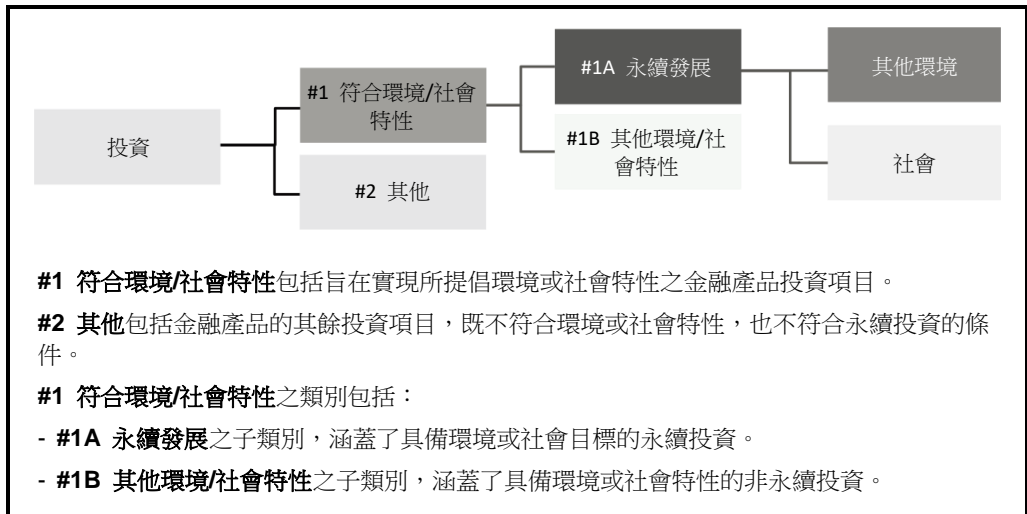 投資
#1 符合環境/社會
特性
#2 其他
#1A 永續發展
#1B 其他環境/社
會特性
其他環境
社會
#1 符合環境/社會特性包括旨在實現所提倡環境或社會特性之金融產品投資項目。
#2 其他包括金融產品的其餘投資項目，既不符合環境或社會特性，也不符合永續投資的條
件。
#1 符合環境/社會特性之類別包括：
- #1A 永續發展之子類別，涵蓋了具備環境或社會目標的永續投資。
- #1B 其他環境/社會特性之子類別，涵蓋了具備環境或社會特性的非永續投資。